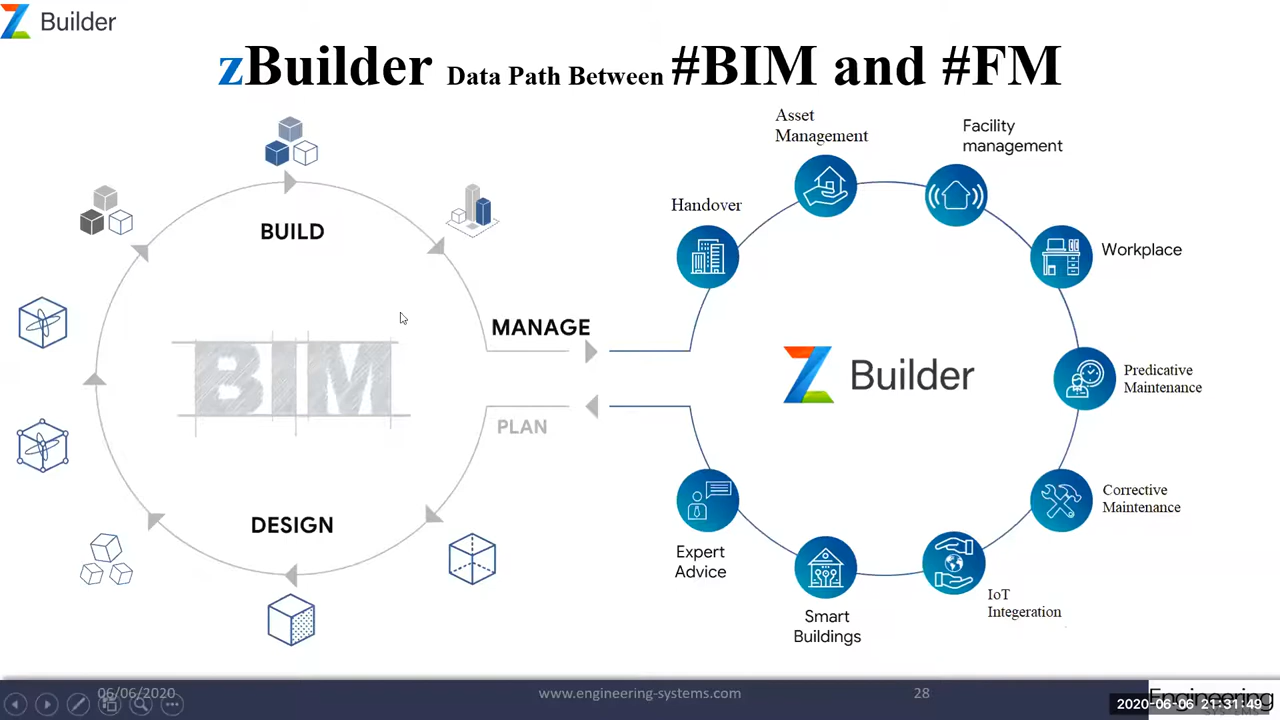 Builder
zBuilder Data Path Between #BIM and #FM
Asset
Management
Facility
management
Handover
Workplace
BUILD
MANAGE
BIM
Builder
Predicative
Maintenance
PLAN
Corrective
Maintenance
DESIGN
Expert
Advice
IoT
Integeration
Smart
Buildings
06/06/2020
www.engineering-systems.com
28
Engineering
2020-06-06 21:31:49